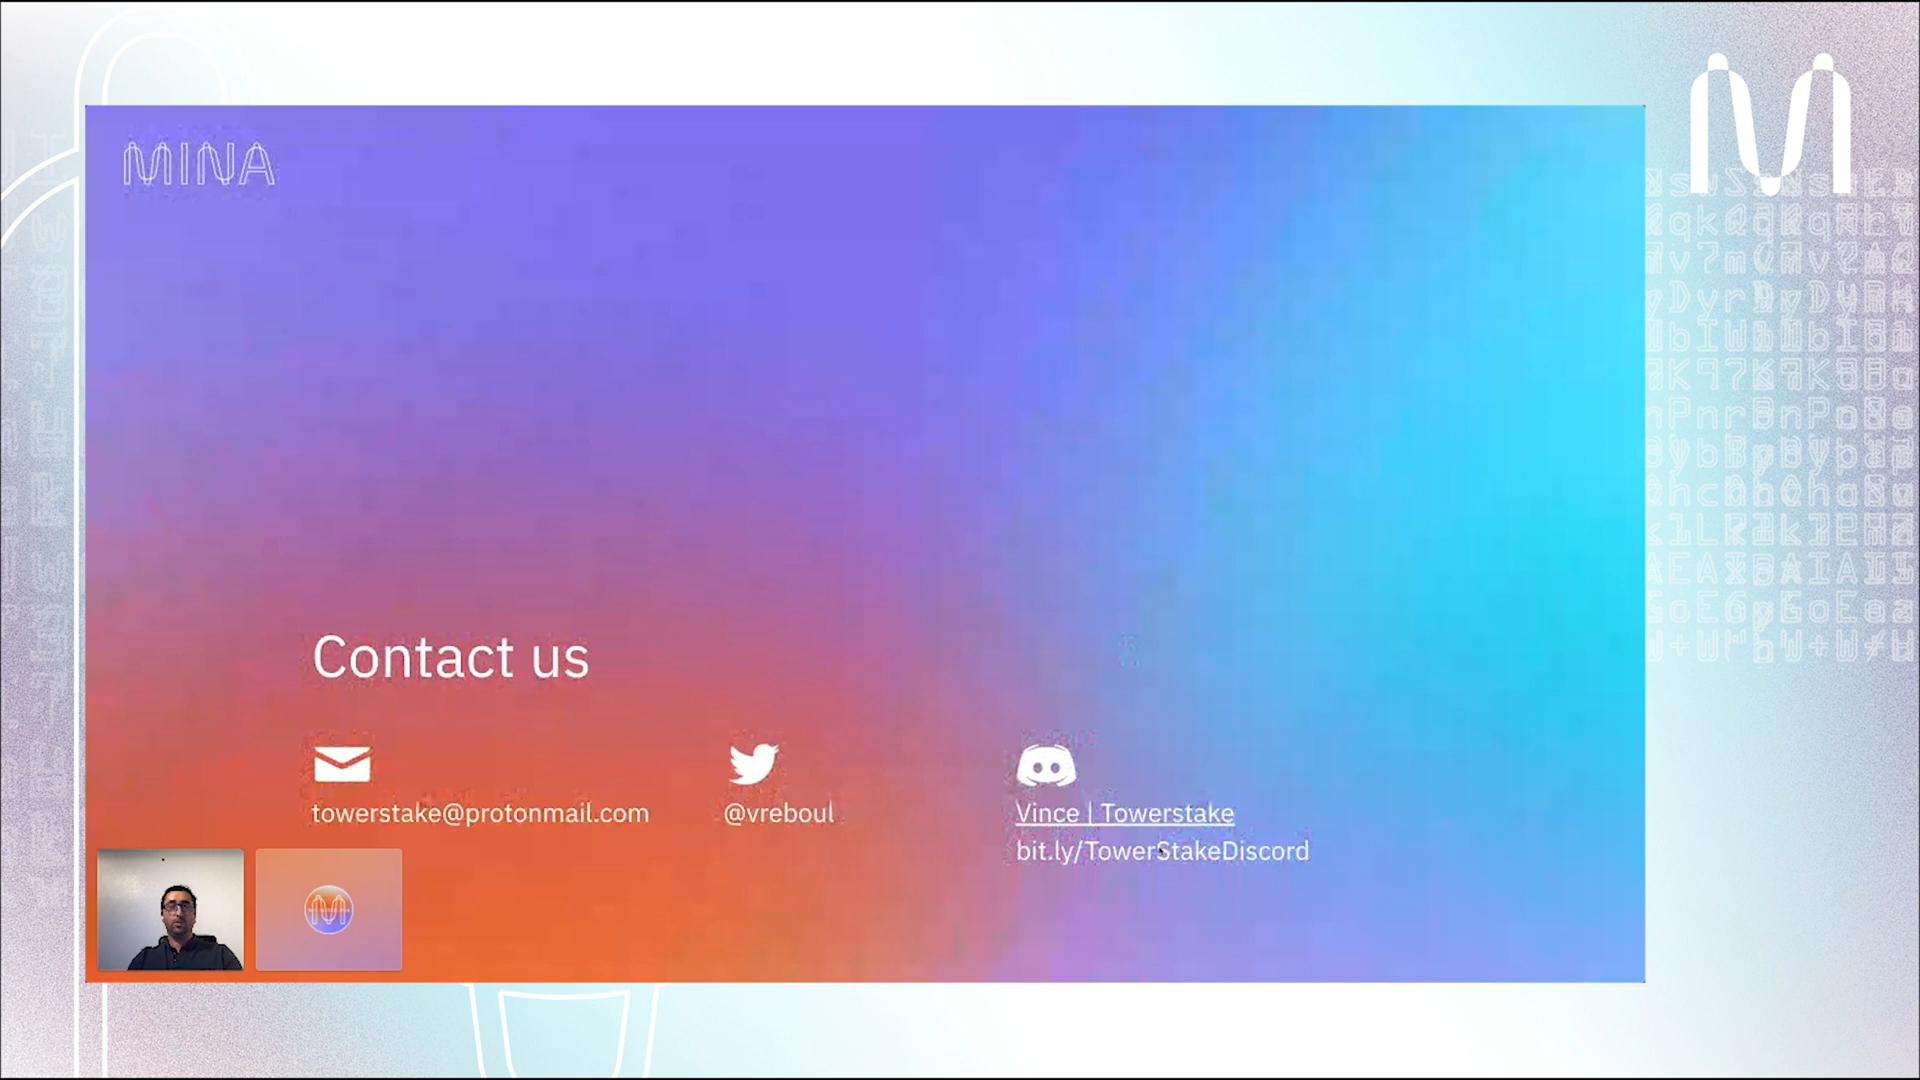 MINA
Contact us
towerstake@protonmail.com
@vreboul
Vince | Towerstake
bit.ly/TowerStakeDiscord